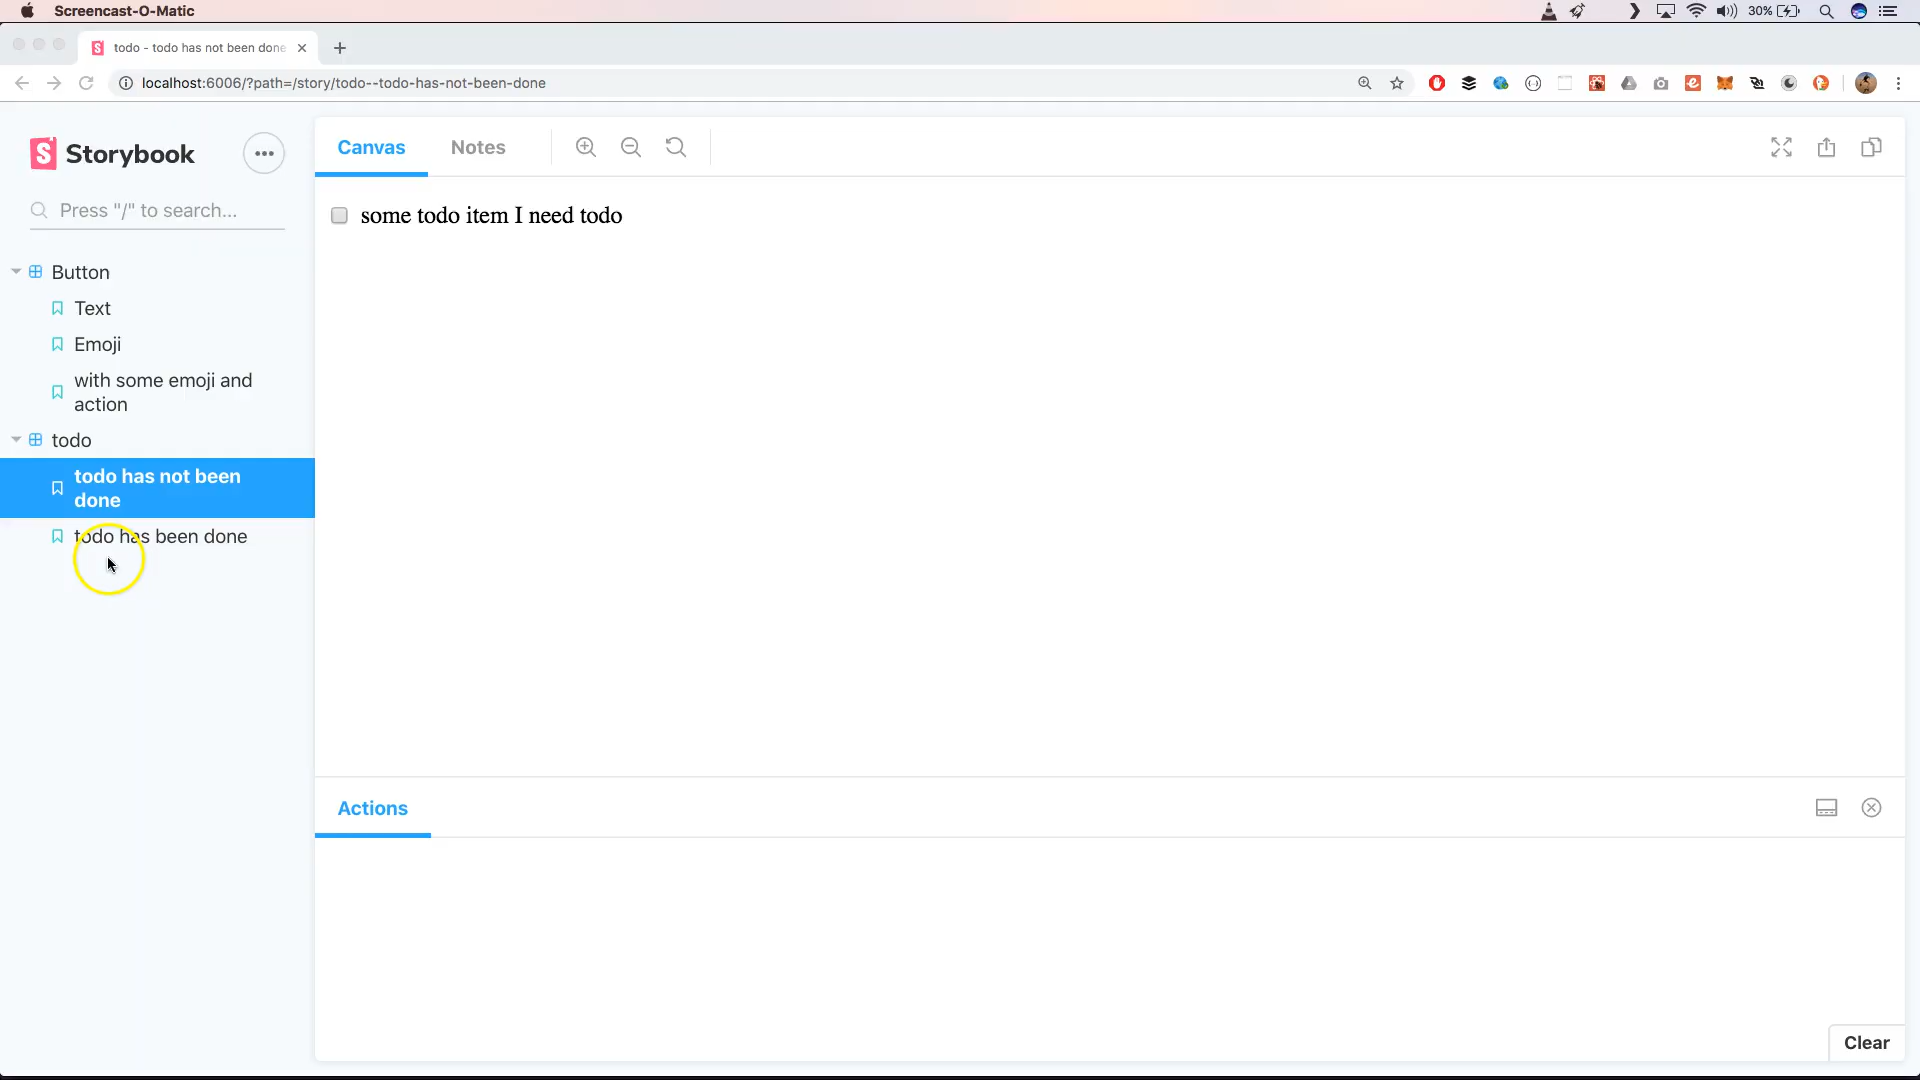 Screencast-O-Matic
30%
todo - todo has not been done
localhost:6006/?path=/story/todo--todo-has-not-been-done
Storybook
Canvas
Notes
Press "/" to search...
some todo item I need todo
Button
Text
Emoji
with some emoji and
action
todo
todo has not been
done
todo has been done
Actions
Clear